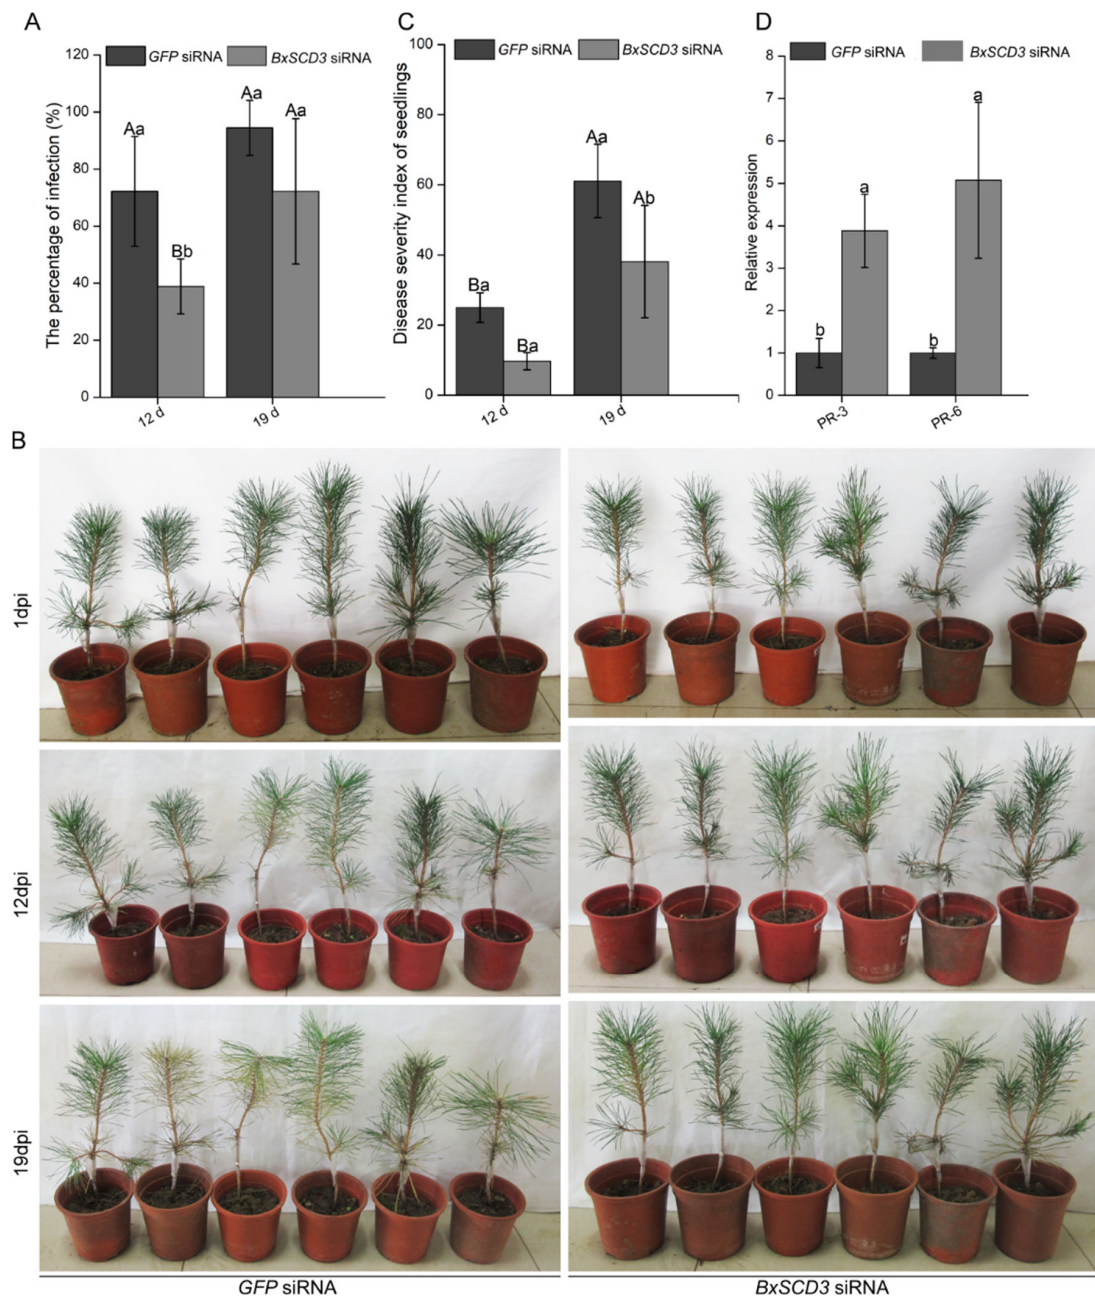 A
GFP siRNA
BxSCD3 siRNA
The percentage of infection (%)
120
100
80
60
40
20
0
Aa
Bb
Aa
Aa
12 d
19 d
C
GFP siRNA
BxSCD3 siRNA
Disease severity index of seedlings
100
80
60
40
20
0
Ba
Ba
Aa
Ab
12 d
19 d
D
GFP siRNA
BxSCD3 siRNA
Relative expression
8
7
6
5
4
3
2
1
0
b
a
b
a
PR-3
PR-6
B
1dpi
12dpi
19dpi
GFP siRNA
BxSCD3 siRNA